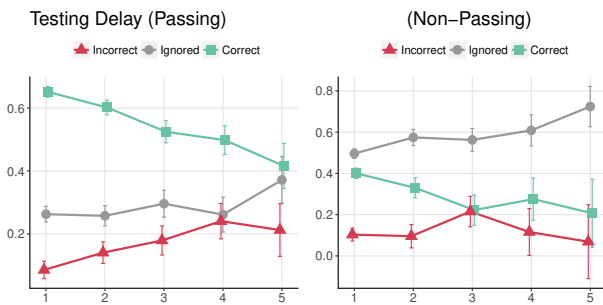 Testing Delay (Passing)
(Non−Passing)
Incorrect Ignored Correct
Incorrect Ignored Correct
0.6
0.4
0.2
1 2 3 4 5
0.8
0.6
0.4
0.2
0.0
1 2 3 4 5